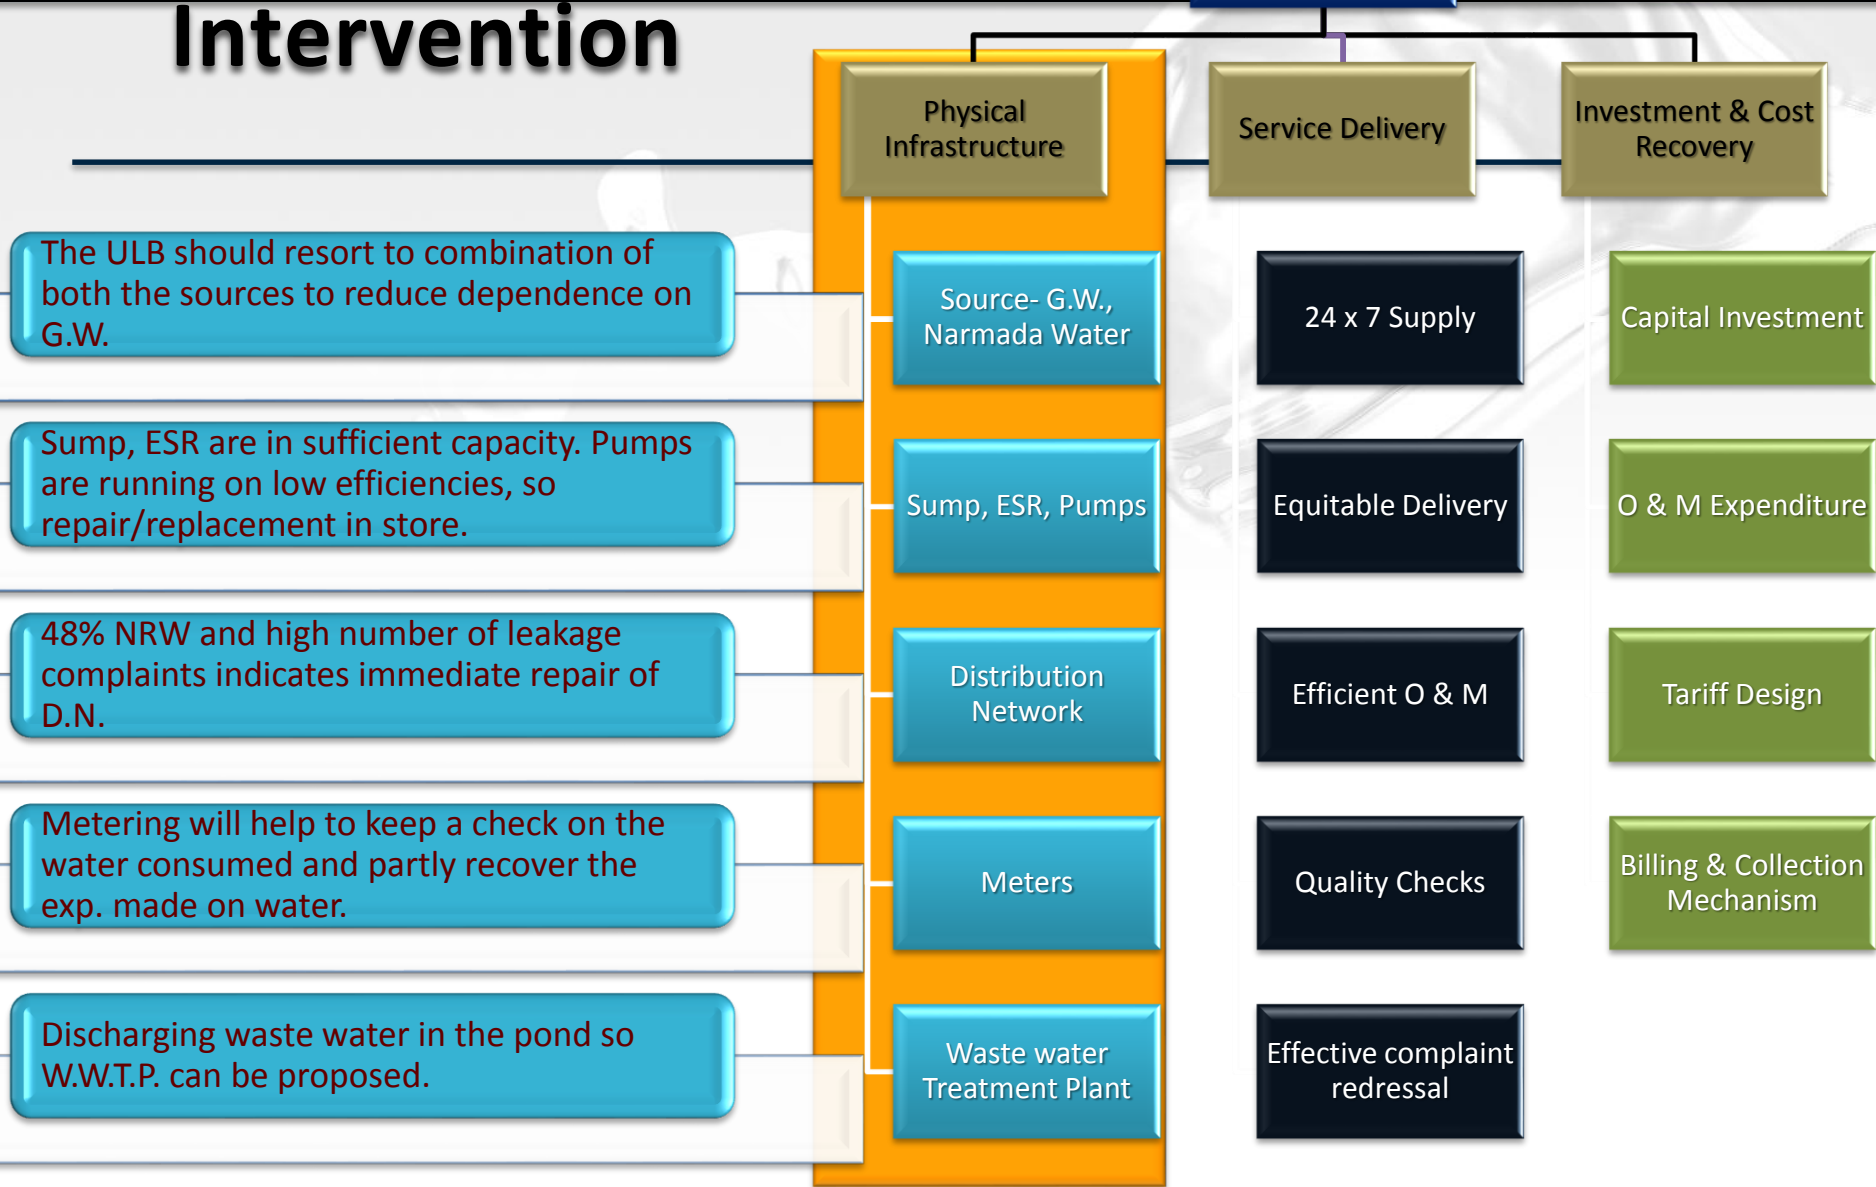 Intervention
Physical
Infrastructure
Service Delivery
Investment & Cost
Recovery
The ULB should resort to combination of
both the sources to reduce dependence on
G.W.
Source- G.W.,
Narmada Water
24 x 7 Supply
Capital Investment
Sump, ESR are in sufficient capacity. Pumps
are running on low efficiencies, so
repair/replacement in store.
Sump, ESR, Pumps
Equitable Delivery
O & M Expenditure
48% NRW and high number of leakage
complaints indicates immediate repair of
D.N.
Distribution
Network
Efficient O & M
Tariff Design
Metering will help to keep a check on the
water consumed and partly recover the
exp. made on water.
Meters
Quality Checks
Billing & Collection
Mechanism
Discharging waste water in the pond so
W.W.T.P. can be proposed.
Waste water
Treatment Plant
Effective complaint
redressal